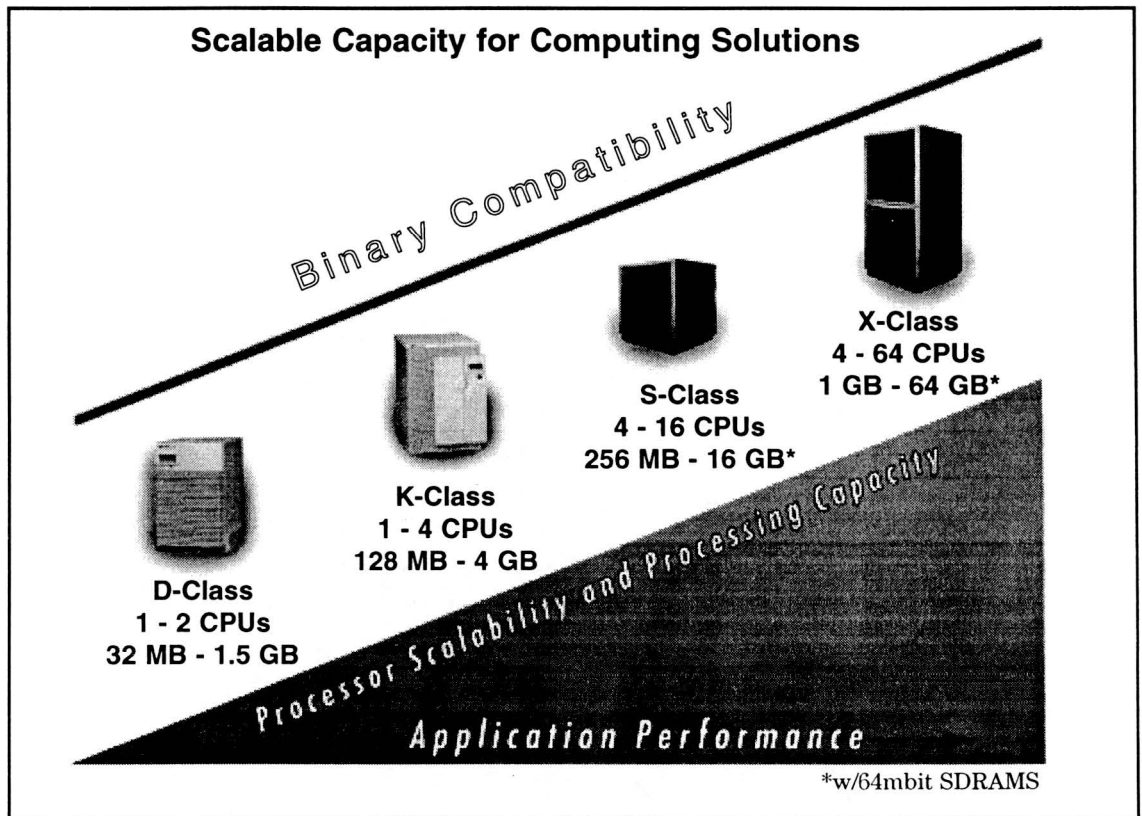 Scalable Capacity for Computing Solutions
Binary Compatibility
X-Class
4 - 64 CPUs
1 GB - 64 GB*
S-Class
4 - 16 CPUs
256 MB - 16 GB*
K-Class
1 - 4 CPUs
128 MB - 4 GB
D-Class
1 - 2 CPUs
32 MB - 1.5 GB
Processor Scalability and Processing Capacity
Application Performance
*w/64mbit SDRAMS